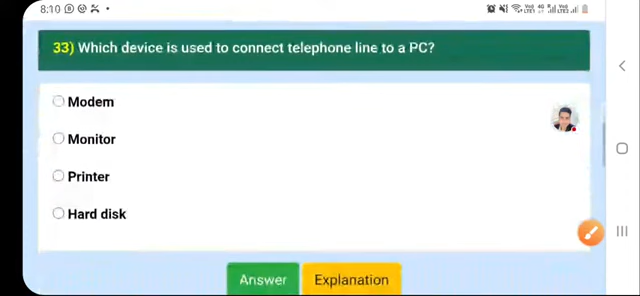 8:10
33) Which device is used to connect telephone line to a PC?
Modem
Monitor
Printer
Hard disk
Answer Explanation